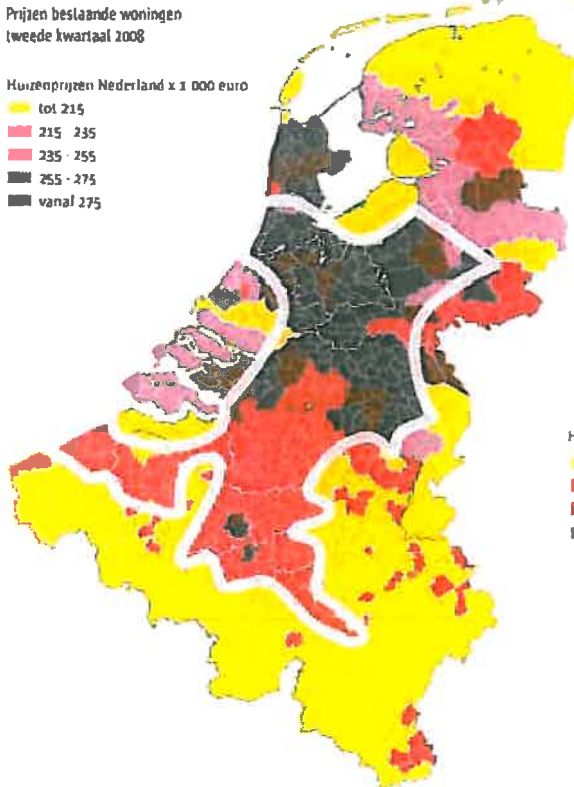 Prijzen bestaande woningen
tweede kwartaal 2008
Huizenprijzen Nederland x 1 000 euro
tot 215
215 - 235
235 - 255
255 - 275
vanaf 275
H